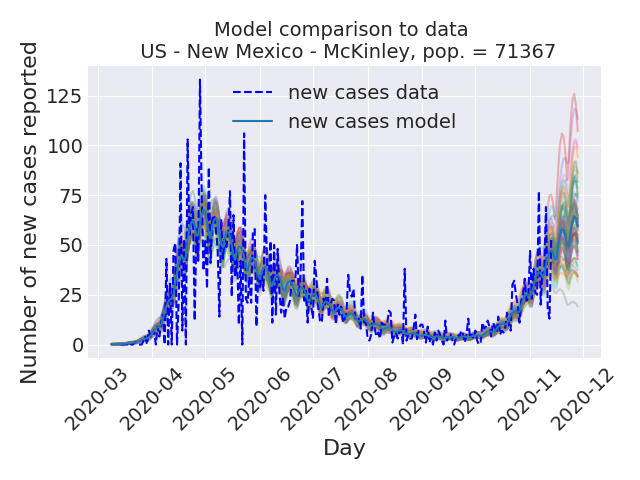 Model comparison to data
US - New Mexico - McKinley, pop. = 71367
Number of new cases reported
125
100
75
50
25
0
new cases data
new cases model
2020-03
2020-04
2020-05
2020-06
2020-07
2020-08
2020-09
2020-10
2020-11
2020-12
Day